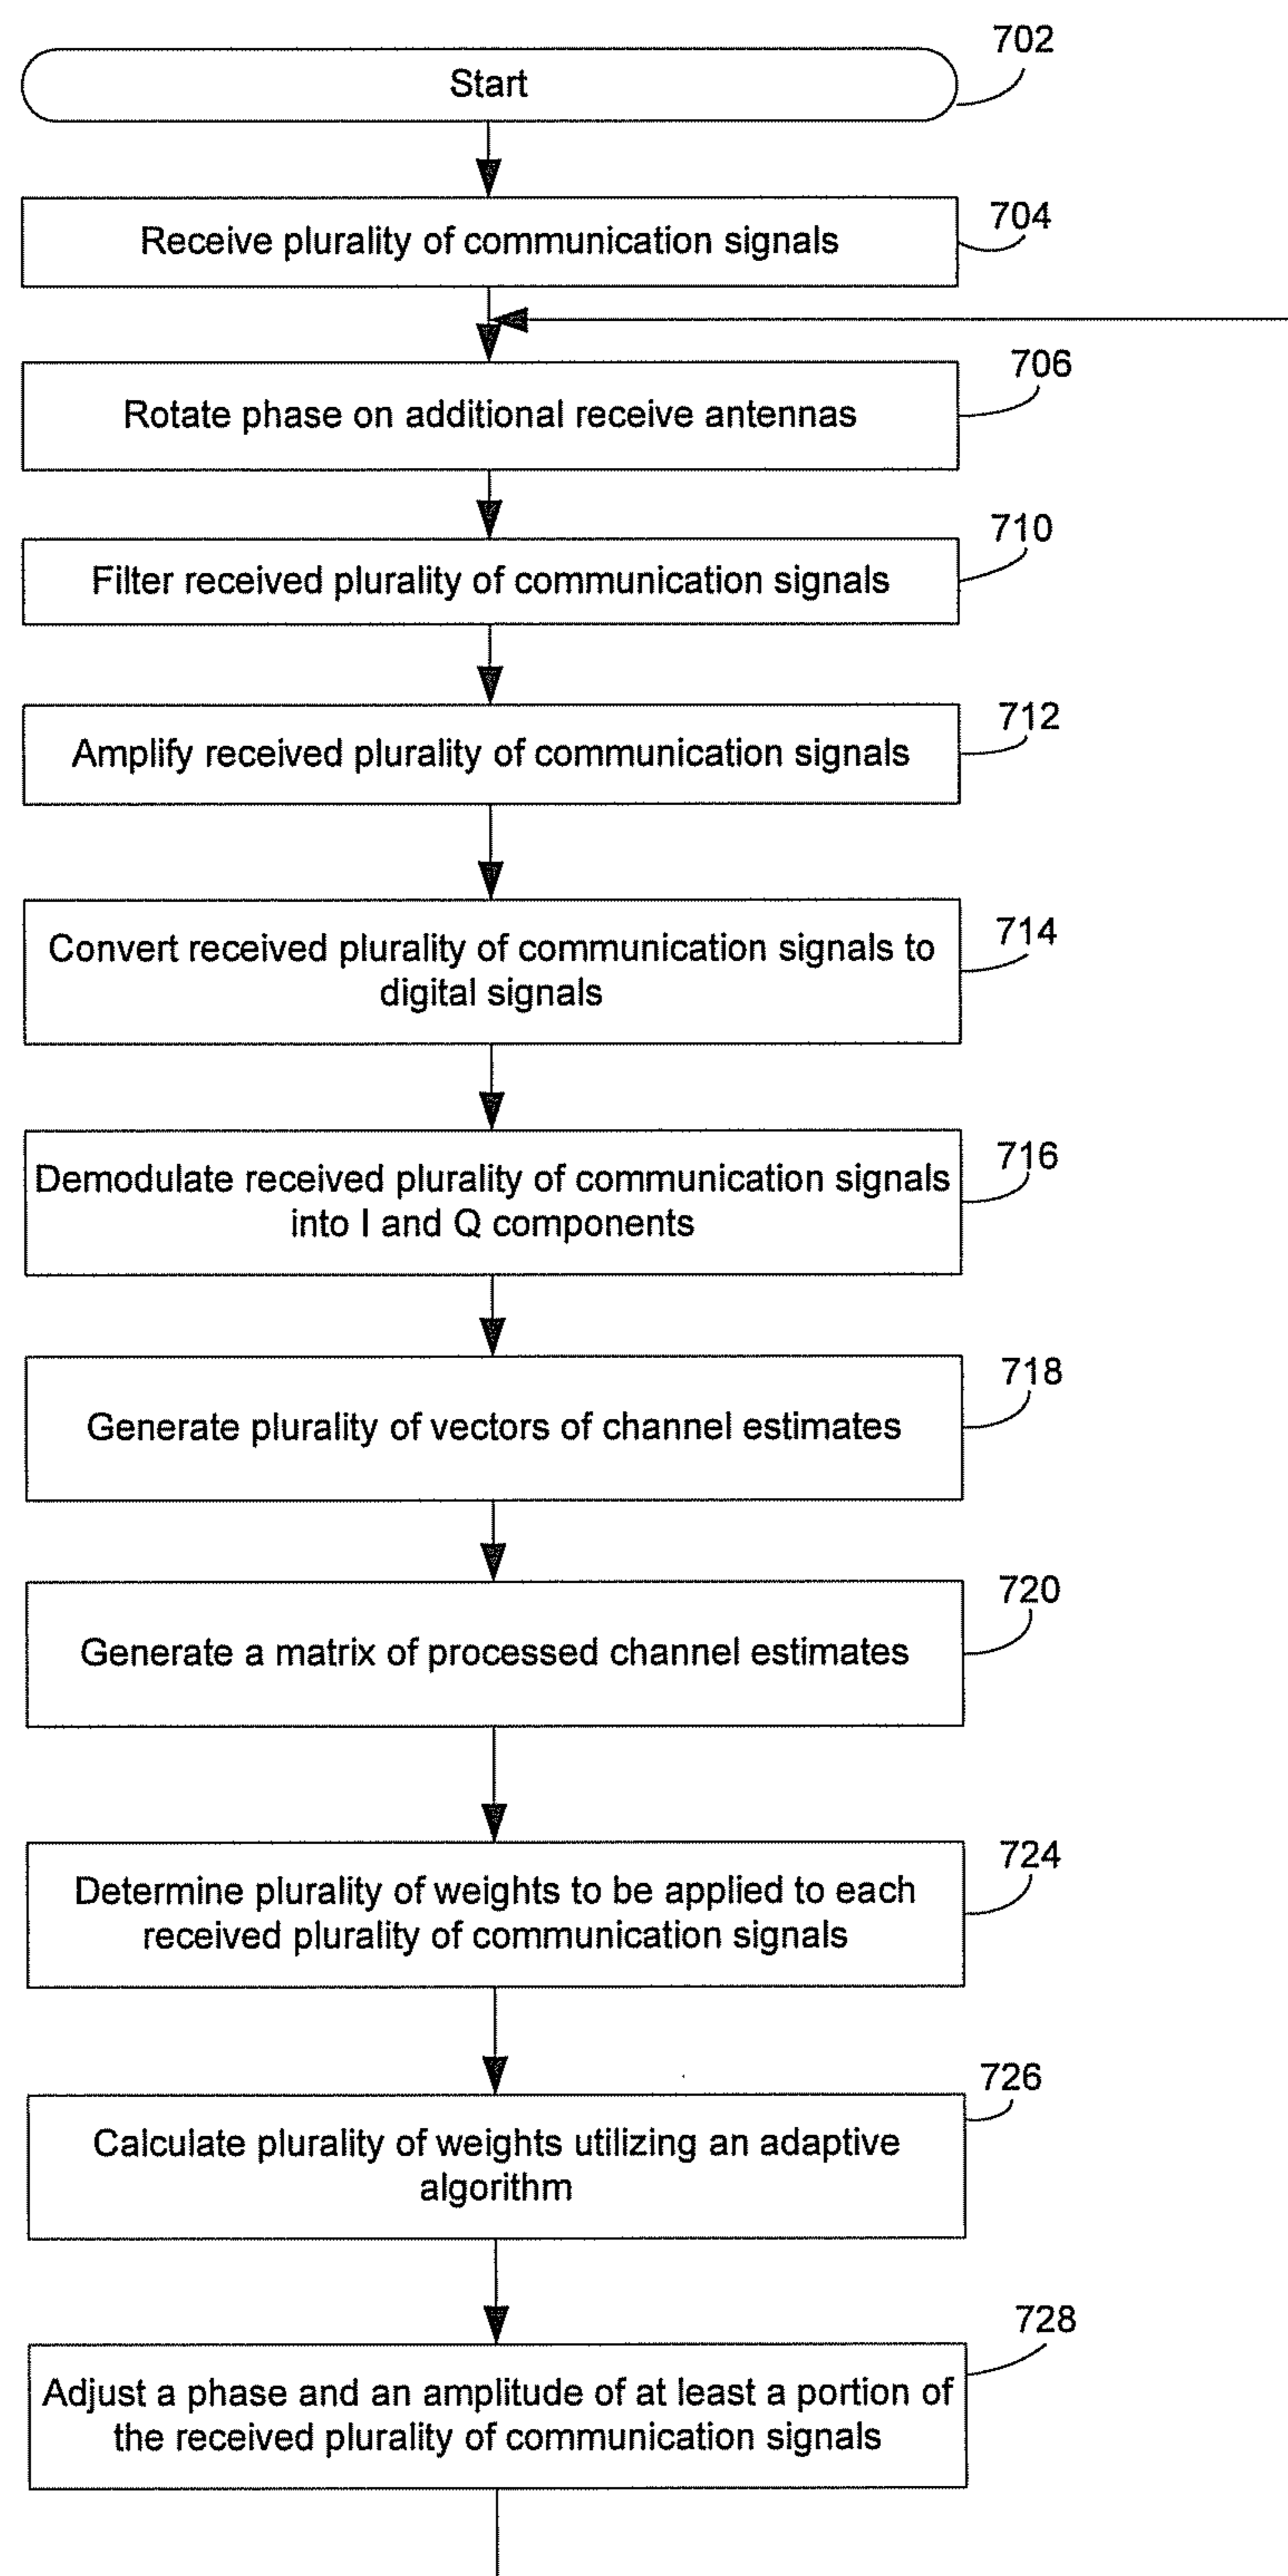 702
Start
704
Receive plurality of communication signals
706
Rotate phase on additional receive antennas
710
Filter received plurality of communication signals
712
Amplify received plurality of communication signals
714
Convert received plurality of communication signals to
digital signals
716
Demodulate received plurality of communication signals
into I and Q components
718
Generate plurality of vectors of channel estimates
720
Generate a matrix of processed channel estimates
724
Determine plurality of weights to be applied to each
received plurality of communication signals
726
Calculate plurality of weights utilizing an adaptive
algorithm
728
Adjust a phase and an amplitude of at least a portion of
the received plurality of communication signals